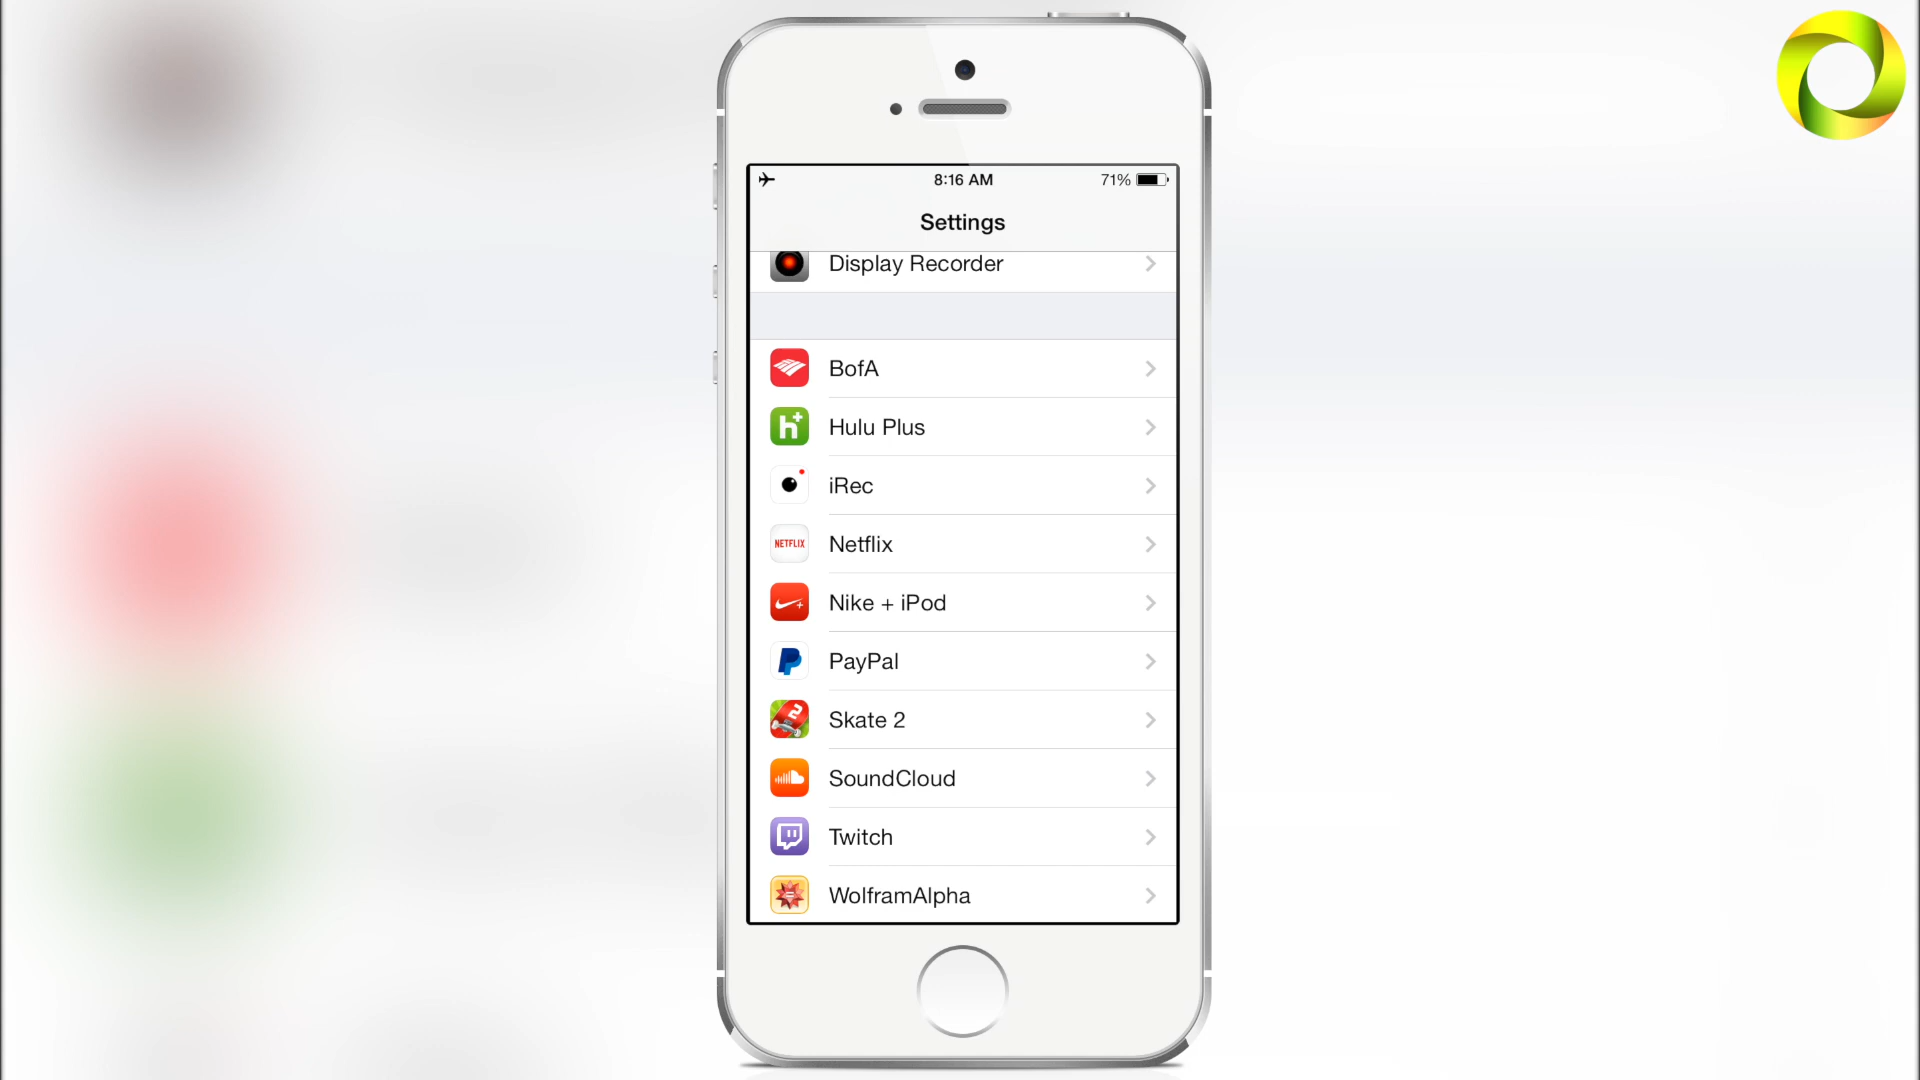 8:16 AM
71%
Settings
Display Recorder
BofA
Hulu Plus
iRec
NETFLIX
Netflix
Nike + iPod
PayPal
Skate 2
SoundCloud
Twitch
WolframAlpha